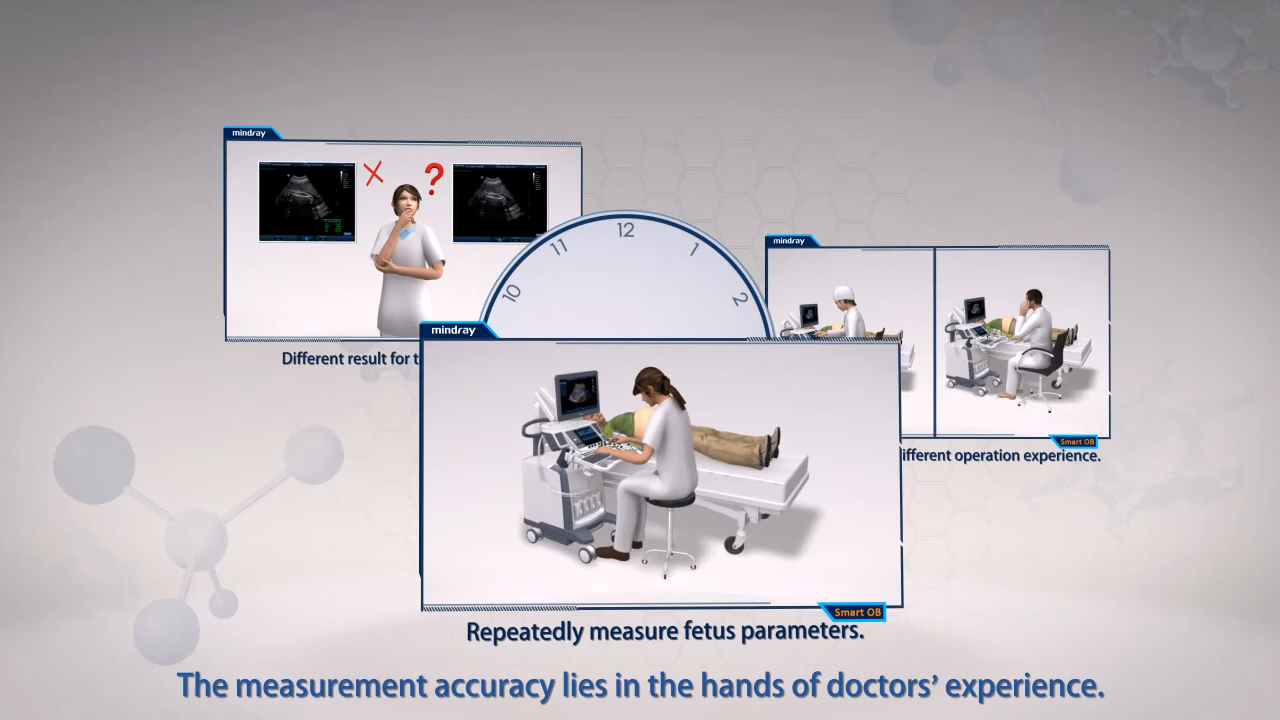 mindray
X
?
Different result for t
12
11
1
10
2
mindray
Smart OB
ifferent operation experience.
mindray
Smart OB
Repeatedly measure fetus parameters.
The measurement accuracy lies in the hands of doctors' experience.